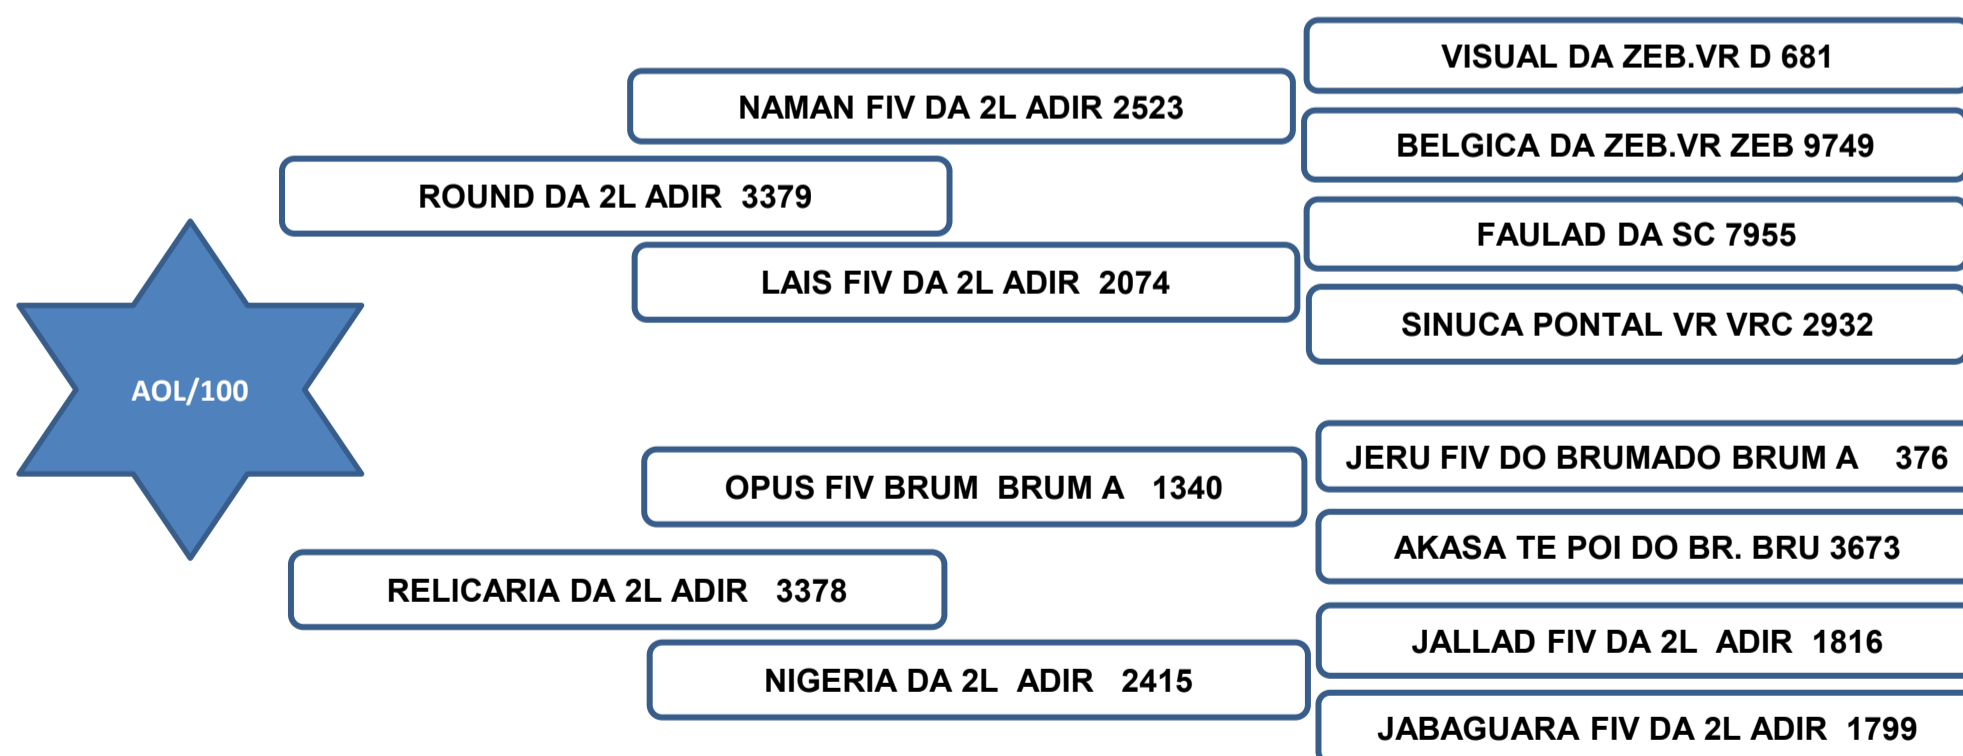 VISUAL DA ZEB.VR D 681
NAMAN FIV DA 2L ADIR 2523
BELGICA DA ZEB.VR ZEB 9749
ROUND DA 2L ADIR 3379
FAULAD DA SC 7955
LAIS FIV DA 2L ADIR 2074
SINUCA PONTAL VR VRC 2932
AOL/100
JERU FIV DO BRUMADO BRUM A 376
OPUS FIV BRUM BRUM A 1340
AKASA TE POI DO BR. BRU 3673
RELICARIA DA 2L ADIR 3378
JALLAD FIV DA 2L ADIR 1816
NIGERIA DA 2L ADIR 2415
JABAGUARA FIV DA 2L ADIR 1799